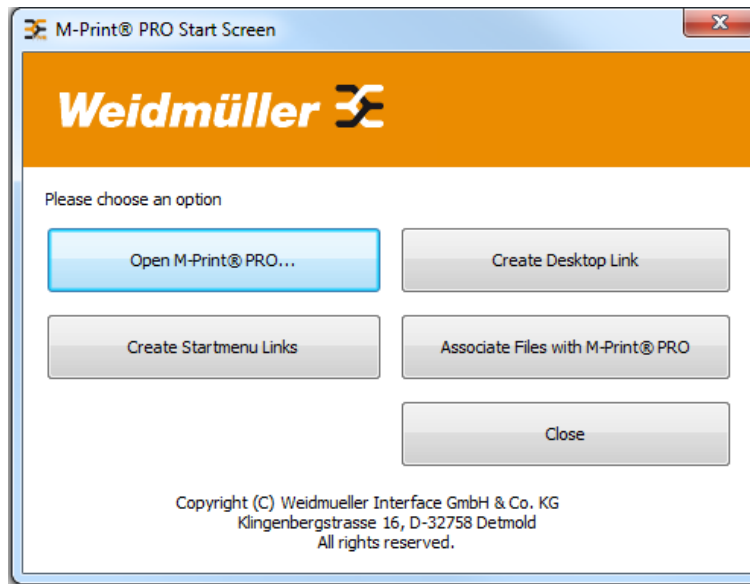 M-Print® PRO Start Screen
Weidmüller
Please choose an option
Open M-Print® PRO...
Create Desktop Link
Create Startmenu Links
Associate Files with M-Print® PRO
Close
Copyright (C) Weidmueller Interface GmbH & Co. KG
Klingenbergstrasse 16, D-32758 Detmold
All rights reserved.